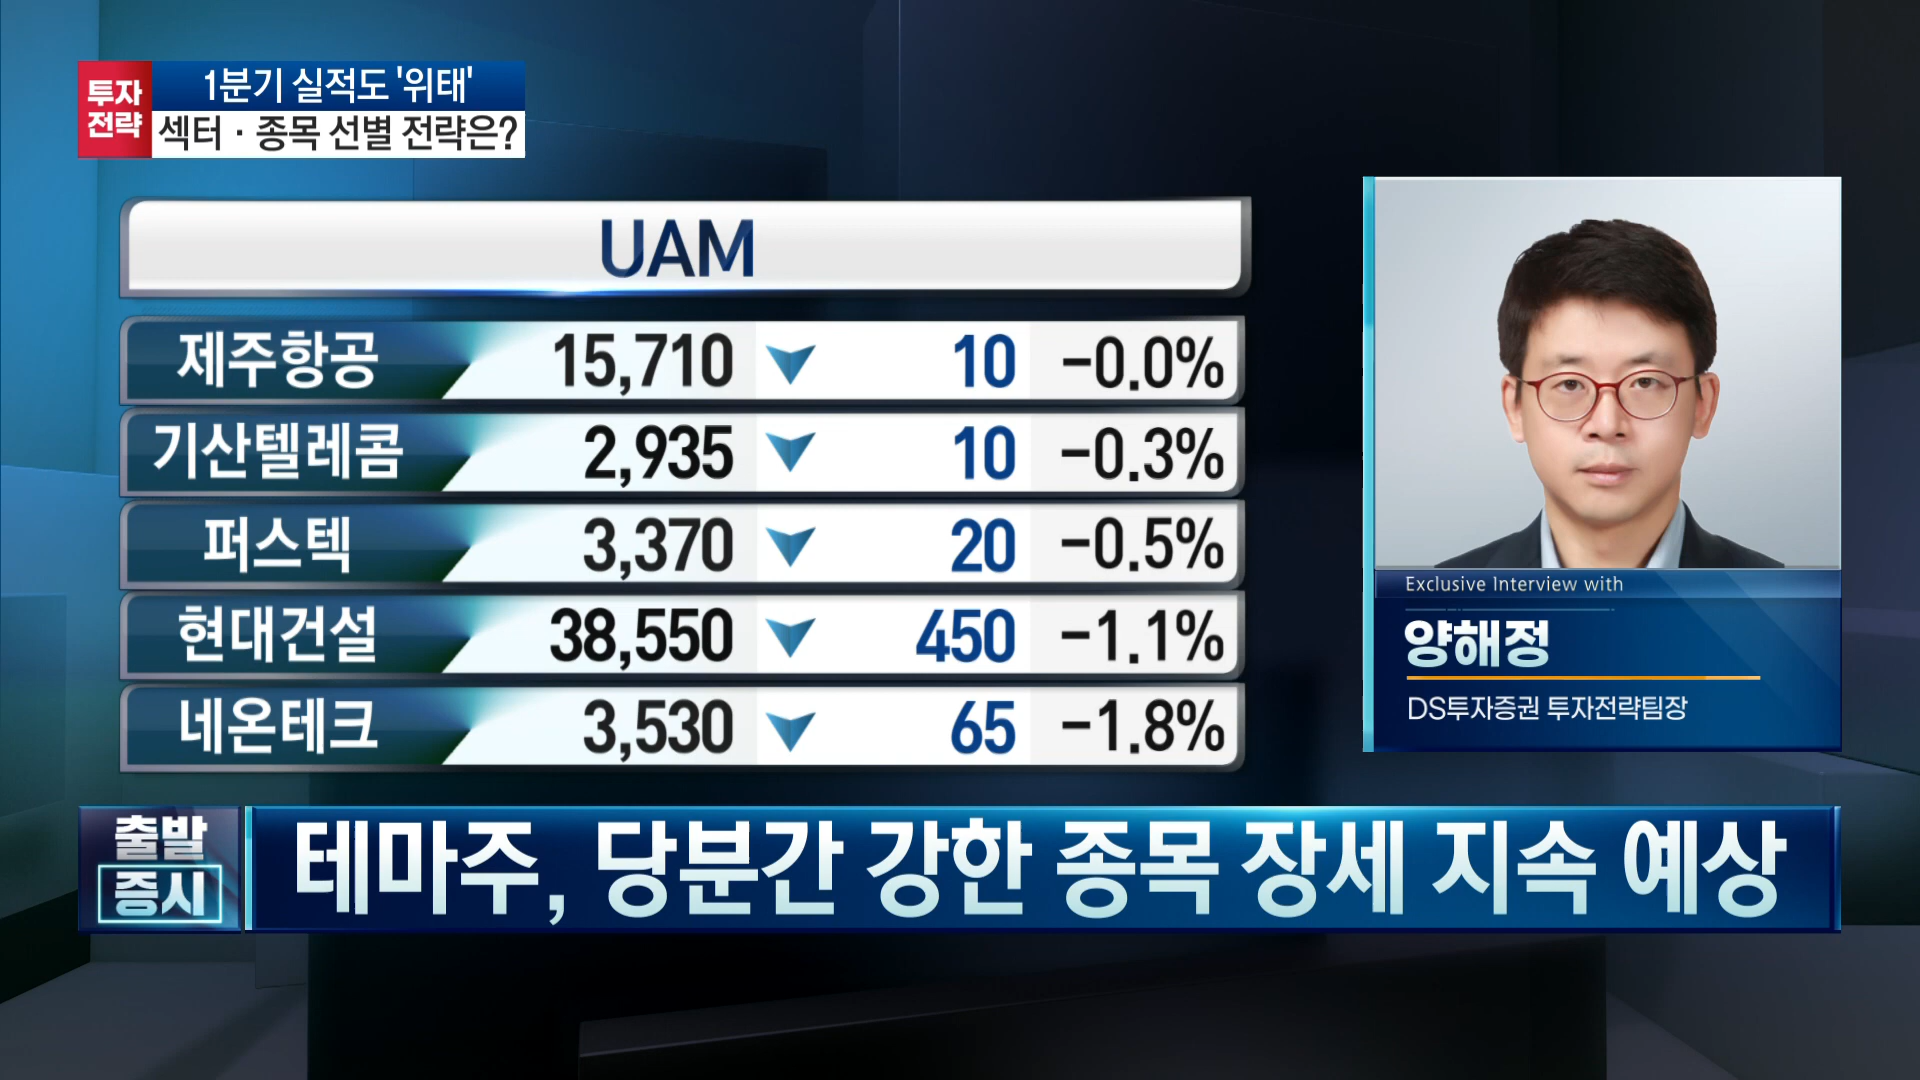 투자
전략
1분기 실적도 '위태'
섹터·종목 선별 전략은?
UAM
제주항공 15,710 ▼ 10 -0.0%
기산텔레콤 2,935 ▼ 10 -0.3%
퍼스텍 3,370 ▼ 20 -0.5%
현대건설 38,550 ▼ 450 -1.1%
네온테크 3,530 ▼ 65 -1.8%
Exclusive Interview with
양해정
DS투자증권 투자전략팀장
출발
증시
테마주, 당분간 강한 종목 장세 지속 예상